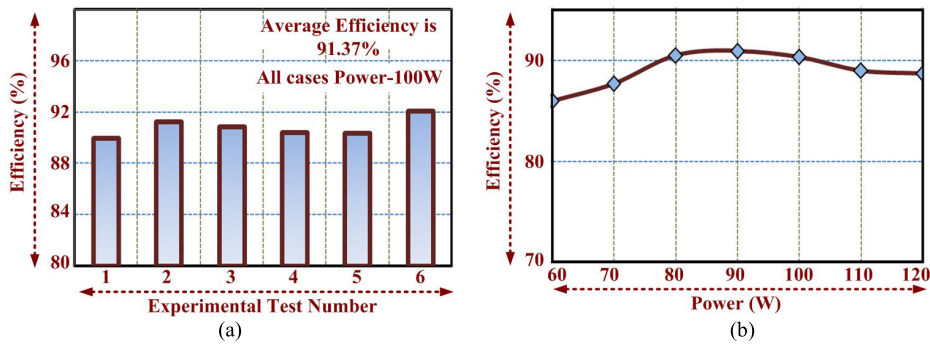 Average Efficiency is
91.37%
All cases Power-100W
Efficiency (%)
96
92
88
84
80
1 2 3 4 5 6
Experimental Test Number
(a)
Efficiency (%)
90
80
70
60 70 80 90 100 110 120
Power (W)
(b)